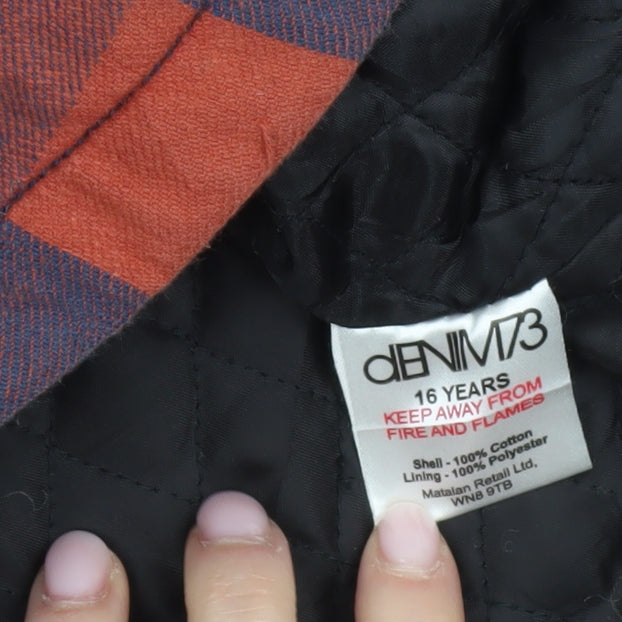 dENIM73
16 YEARS
KEEP AWAY FROM
FIRE AND FLAMES
Shell - 100% Cotton
Lining - 100% Polyester
Matalan Retail Ltd.
WN8 9TB